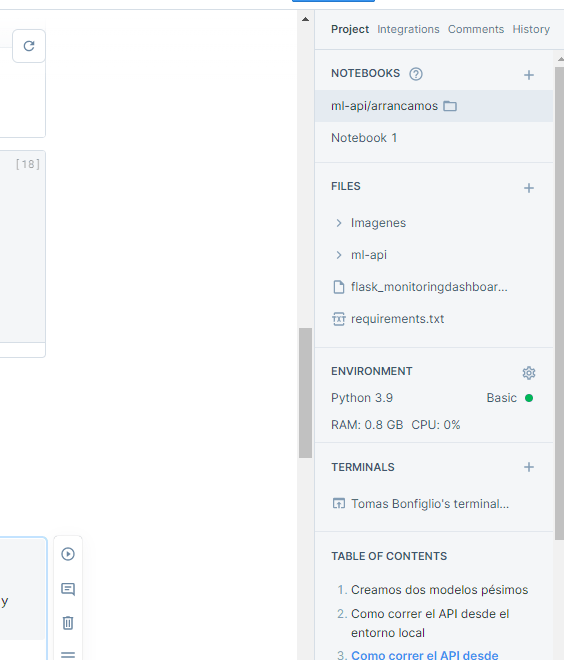 Project Integrations Comments History
NOTEBOOKS
ml-api/arrancamos
Notebook 1
[18]
FILES
Imagenes
ml-api
flask_monitoringdashboar...
TXT requirements.txt
ENVIRONMENT
Python 3.9 Basic
RAM: 0.8 GB CPU: 0%
TERMINALS
Tomas Bonfiglio's terminal...
TABLE OF CONTENTS
1. Creamos dos modelos pésimos
y
2. Como correr el API desde el
entorno local
3. Como correr el API desde